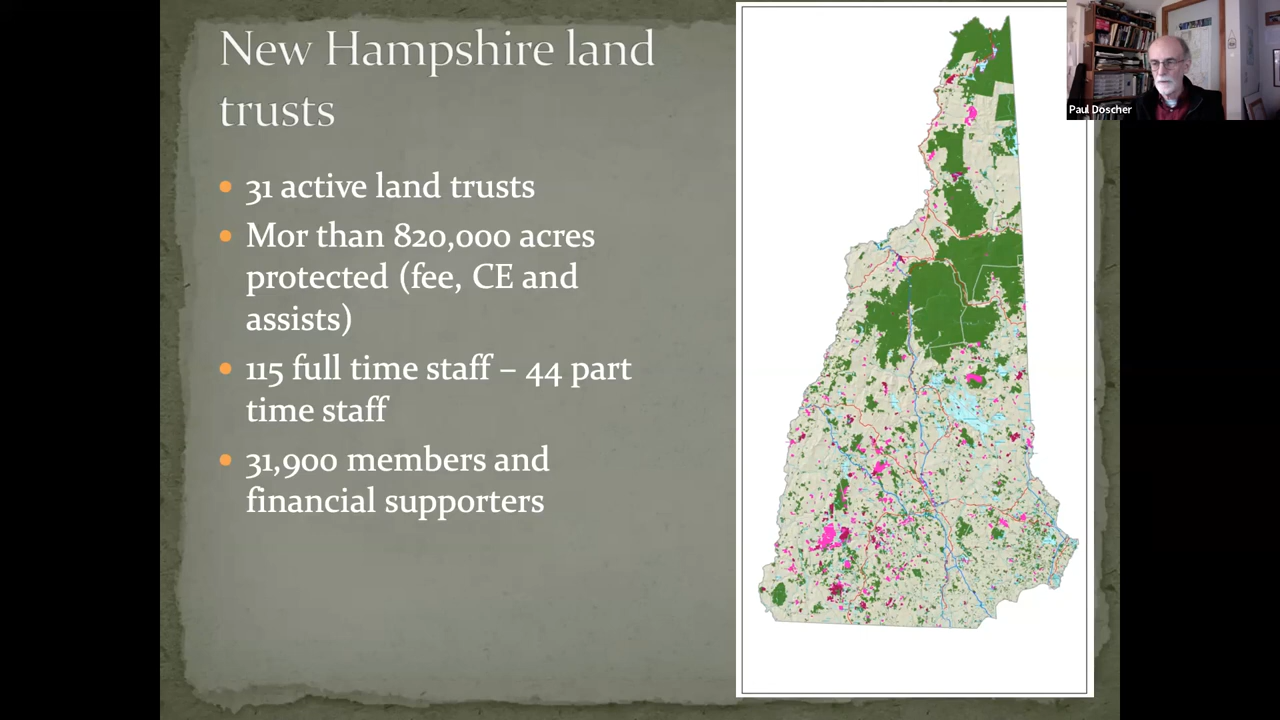 New Hampshire land
trusts
31 active land trusts
Mor than 820,000 acres
protected (fee, CE and
assists)
115 full time staff – 44 part
time staff
31,900 members and
financial supporters
Paul Doscher